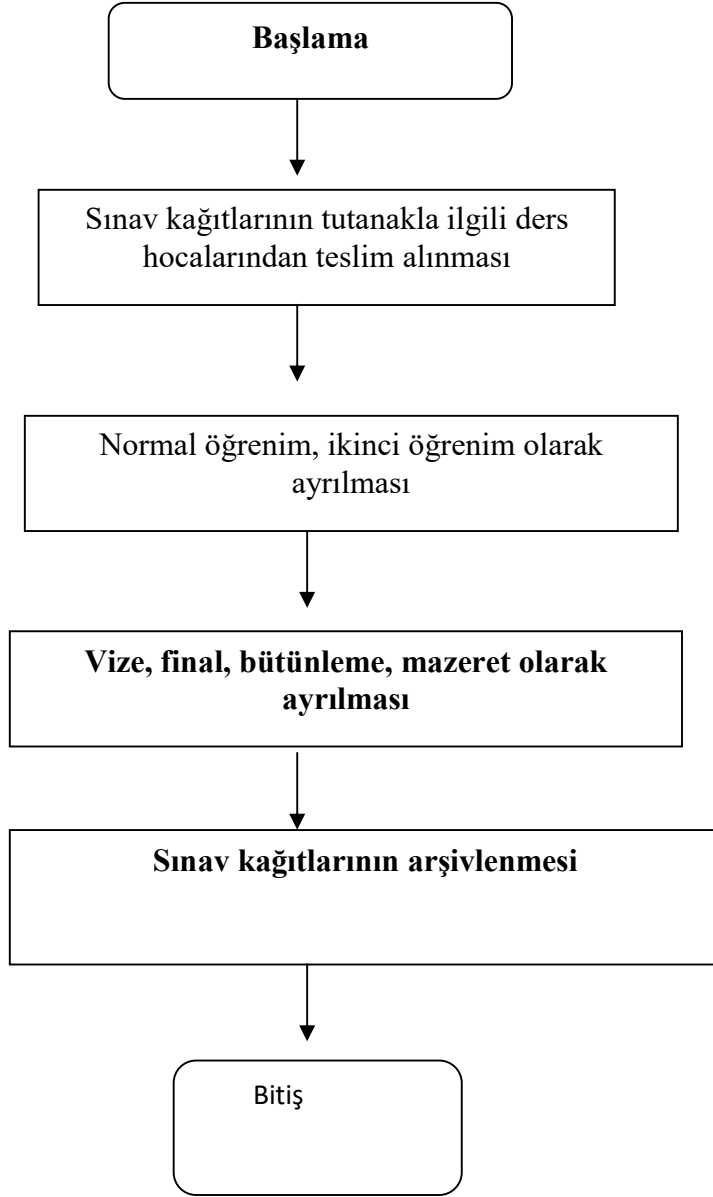 Başlama
Sınav kağıtlarının tutanakla ilgili ders
hocalarından teslim alınması
Normal öğrenim, ikinci öğrenim olarak
ayrılması
Vize, final, bütünleme, mazeret olarak
ayrılması
Sınav kağıtlarının arşivlenmesi
Bitiş